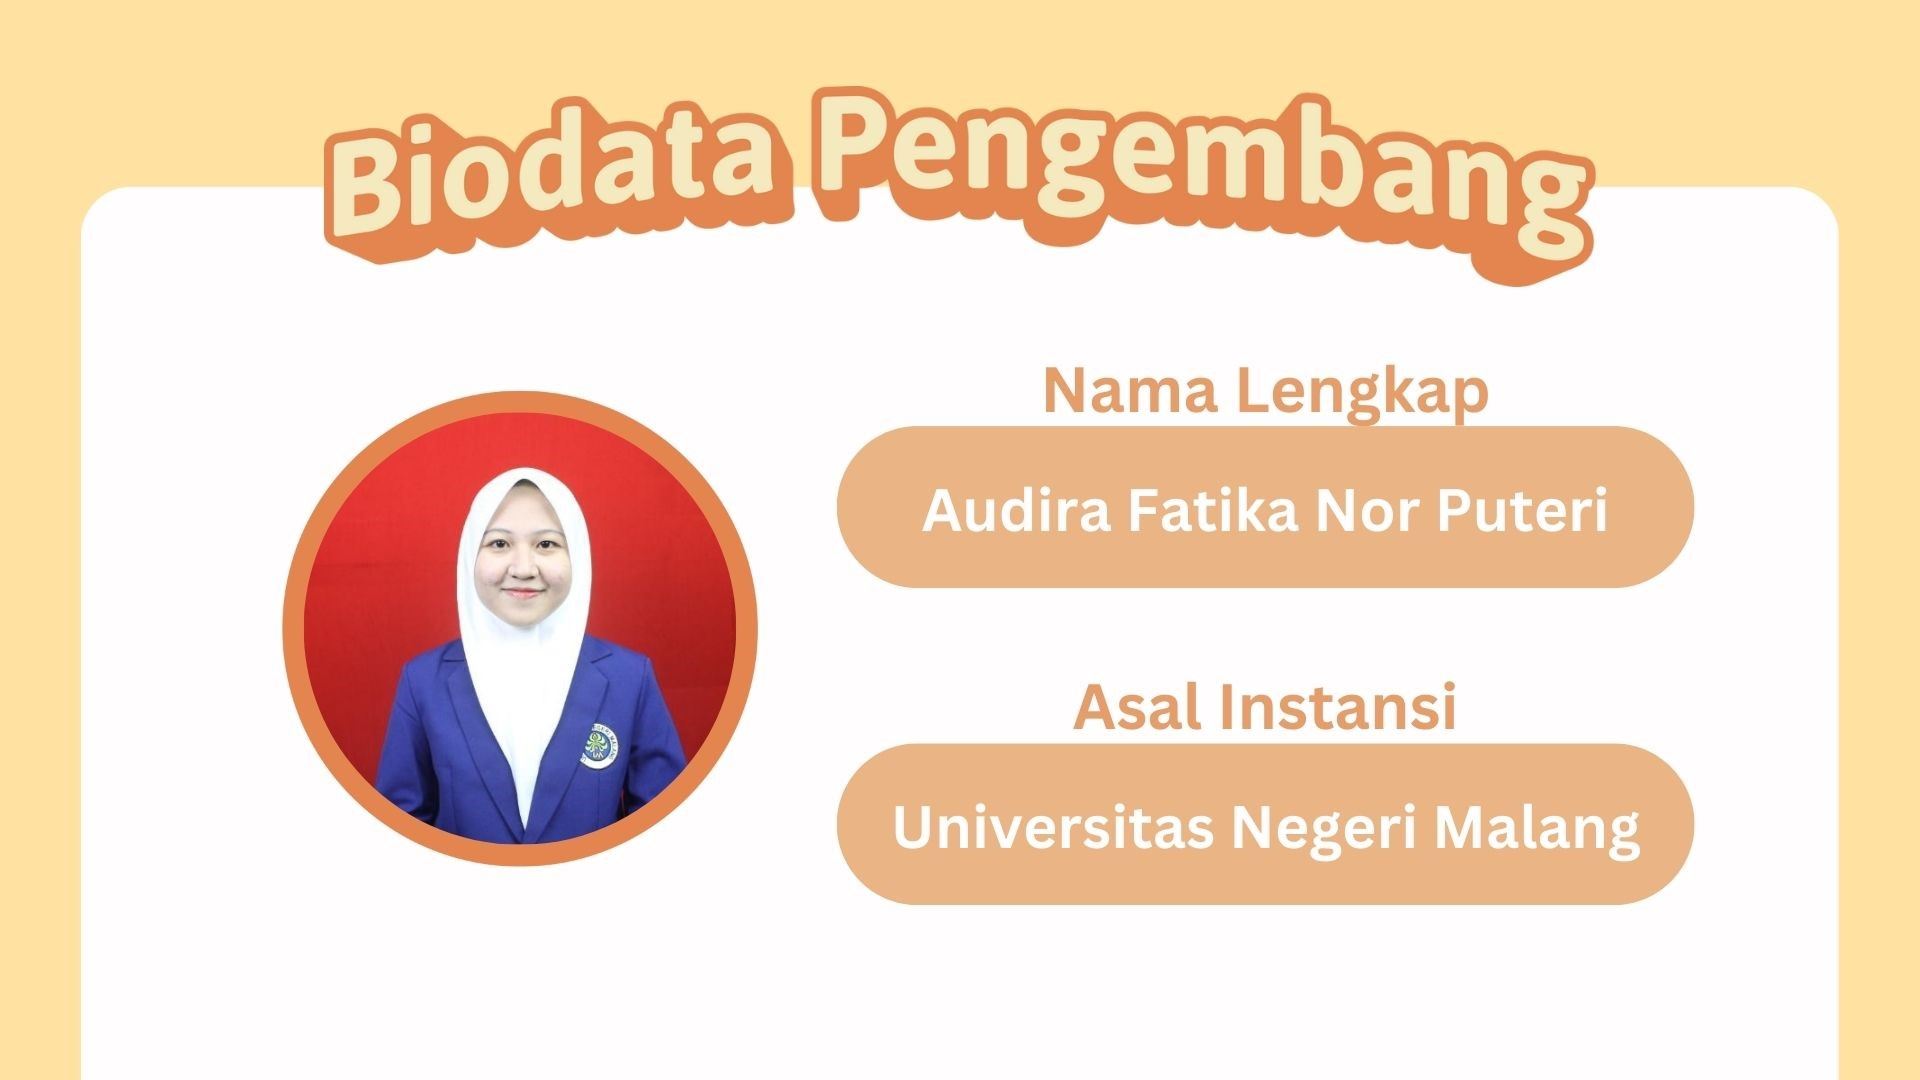 Biodata Pengembang
Nama Lengkap
Audira Fatika Nor Puteri
Asal Instansi
Universitas Negeri Malang